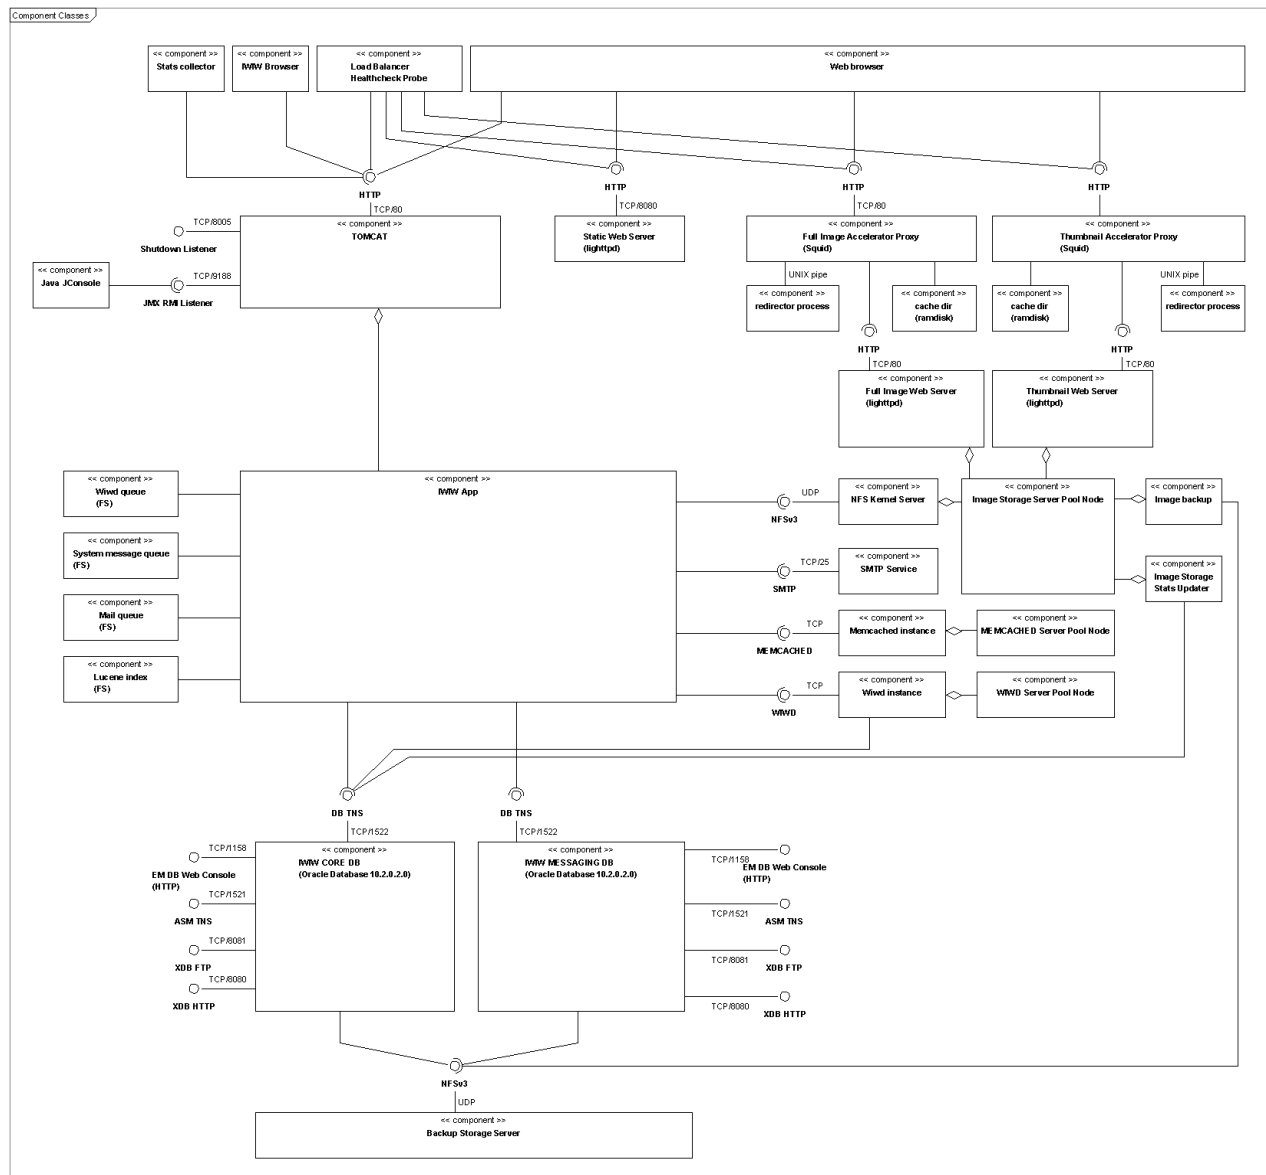 Component Classes
<< component >>
Stats collector
<< component >>
IWIW Browser
<< component >>
Load Balancer
Healthcheck Probe
<< component >>
Web browser
HTTP
HTTP
HTTP
HTTP
TCP/80
TCP/8080
TCP/80
TCP/8005
Shutdown Listener
<< component >>
TOMCAT
<< component >>
Static Web Server
(lighttpd)
<< component >>
Full Image Accelerator Proxy
(Squid)
<< component >>
Thumbnail Accelerator Proxy
(Squid)
<< component >>
Java JConsole
TCP/9188
JMX RMI Listener
UNIX pipe
UNIX pipe
<< component >>
redirector process
<< component >>
cache dir
(ramdisk)
<< component >>
cache dir
(ramdisk)
<< component >>
redirector process
HTTP
HTTP
TCP/80
TCP/80
<< component >>
Full Image Web Server
(lighttpd)
<< component >>
Thumbnail Web Server
(lighttpd)
<< component >>
Wiwd queue
(FS)
<< component >>
System message queue
(FS)
<< component >>
Mail queue
(FS)
<< component >>
Lucene index
(FS)
<< component >>
IWIW App
UDP
NFSv3
<< component >>
NFS Kernel Server
<< component >>
Image Storage Server Pool Node
<< component >>
Image backup
TCP/25
SMTP
<< component >>
SMTP Service
<< component >>
Image Storage
Stats Updater
TCP
MEMCACHED
<< component >>
Memcached instance
<< component >>
MEMCACHED Server Pool Node
TCP
WIWD
<< component >>
Wiwd instance
<< component >>
WIWD Server Pool Node
DB TNS
DB TNS
TCP/1522
TCP/1522
TCP/1158
EM DB Web Console
(HTTP)
TCP/1521
ASM TNS
TCP/8081
XDB FTP
TCP/8080
XDB HTTP
<< component >>
IWIW CORE DB
(Oracle Database 10.2.0.2.0)
<< component >>
IWIW MESSAGING DB
(Oracle Database 10.2.0.2.0)
TCP/1158
EM DB Web Console
(HTTP)
TCP/1521
ASM TNS
TCP/8081
XDB FTP
TCP/8080
XDB HTTP
NFSv3
UDP
<< component >>
Backup Storage Server